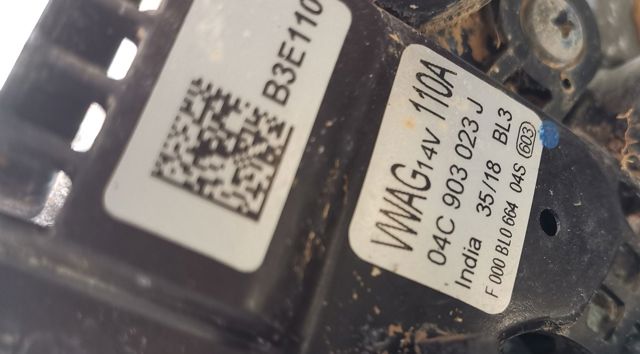 B3E110
VWAG 14V 110A
04C 903 023 J
India 35/18 BL3
F 000 BL0 664 04S 603